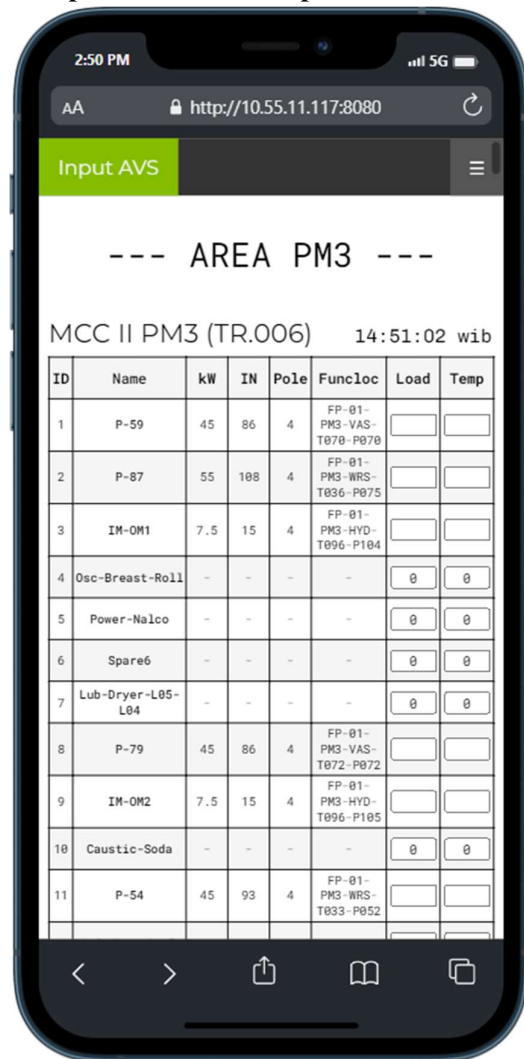 2:50 PM 5G
AA http://10.55.11.117:8080
Input AVS
--- AREA PM3 ---
MCC II PM3 (TR.006) 14:51:02 wib
ID Name kW IN Pole Funcloc Load Temp
1 P-59 45 86 4 FP-01-
PM3-VAS-
T070-P070
2 P-87 55 108 4 FP-01-
PM3-WRS-
T036-P075
3 IM-OM1 7.5 15 4 FP-01-
PM3-HYD-
T096-P104
4 Osc-Breast-Roll - - - - 0 0
5 Power-Nalco - - - - 0 0
6 Spare6 - - - - 0 0
7 Lub-Dryer-L05- - - - - 0 0
L04
8 P-79 45 86 4 FP-01-
PM3-VAS-
T072-P072
9 IM-OM2 7.5 15 4 FP-01-
PM3-HYD-
T096-P105
10 Caustic-Soda - - - - 0 0
11 P-54 45 93 4 FP-01-
PM3-WRS-
T033-P052